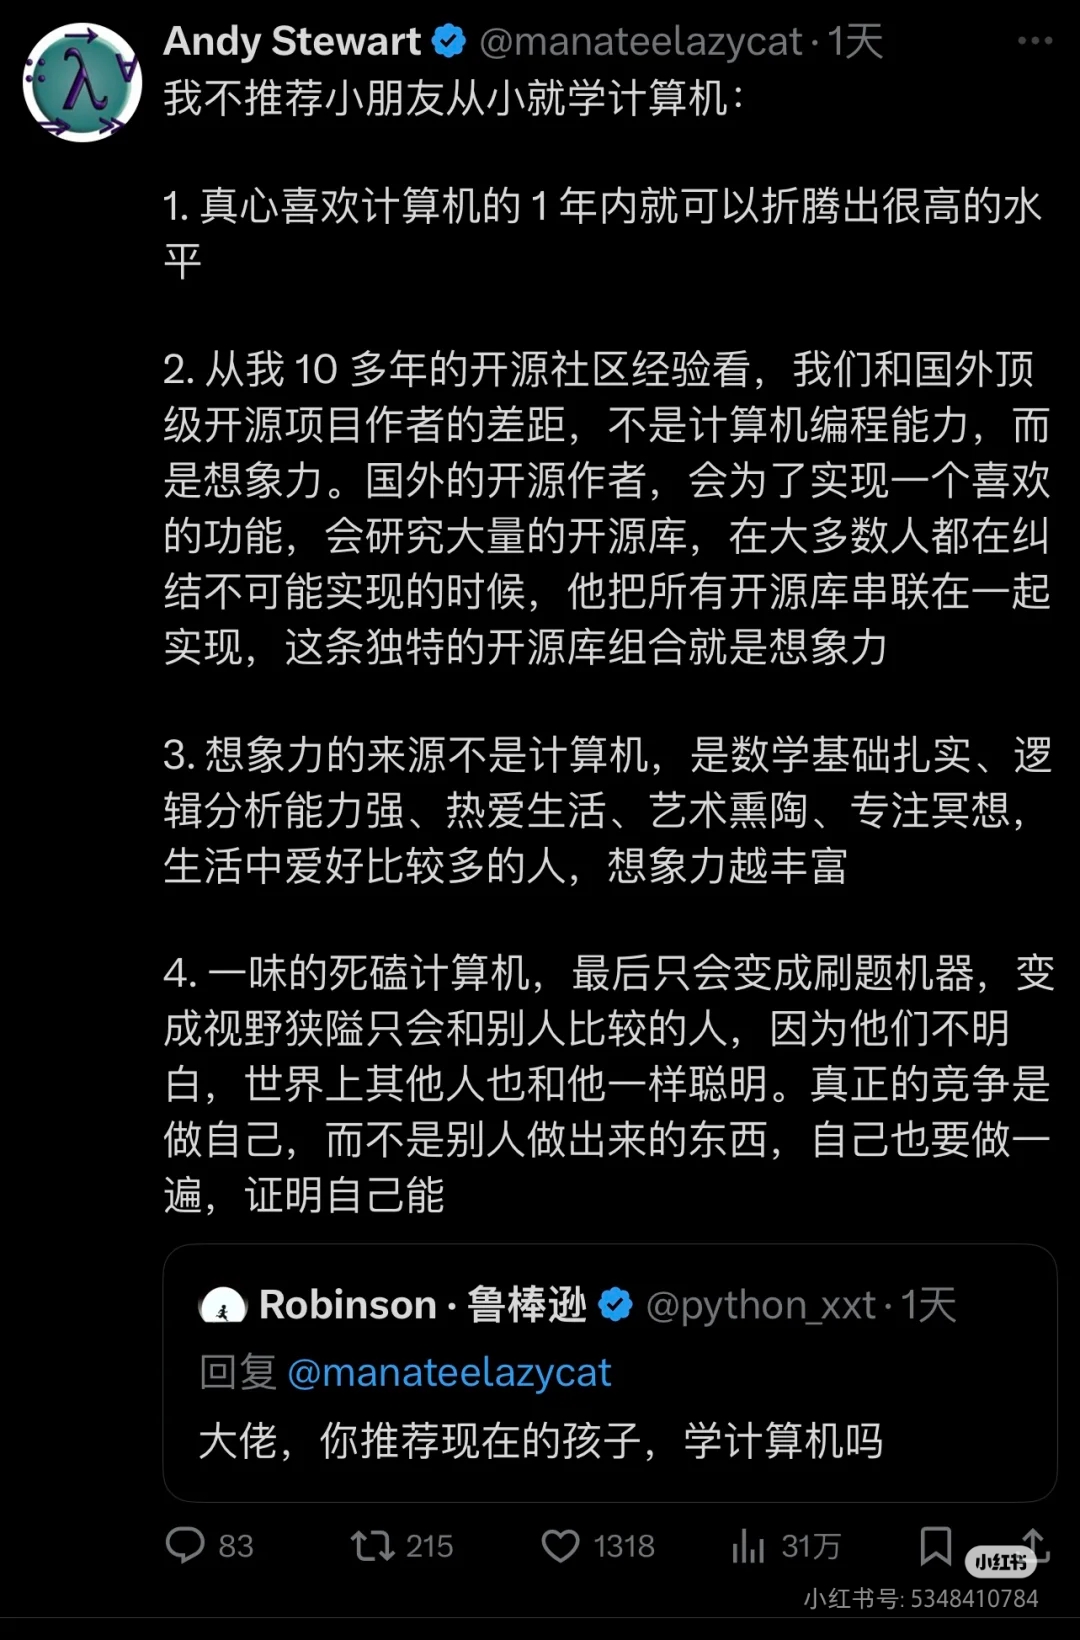 Andy Stewart @manateelazycat · 1天
我不推荐小朋友从小就学计算机：
1. 真心喜欢计算机的 1 年内就可以折腾出很高的水
平
2. 从我 10 多年的开源社区经验看，我们和国外顶
级开源项目作者的差距，不是计算机编程能力，而
是想象力。国外的开源作者，会为了实现一个喜欢
的功能，会研究大量的开源库，在大多数人都在纠
结不可能实现的时候，他把所有开源库串联在一起
实现，这条独特的开源库组合就是想象力
3. 想象力的来源不是计算机，是数学基础扎实、逻
辑分析能力强、热爱生活、艺术熏陶、专注冥想，
生活中爱好比较多的人，想象力越丰富
4. 一味的死磕计算机，最后只会变成刷题机器，变
成视野狭隘只会和别人比较的人，因为他们不明
白，世界上其他人也和他一样聪明。真正的竞争是
做自己，而不是别人做出来的东西，自己也要做一
遍，证明自己能
Robinson · 鲁棒逊 @python_xxt · 1天
回复 @manateelazycat
大佬，你推荐现在的孩子，学计算机吗
83 215 1318 31万
小红书
小红书号: 5348410784